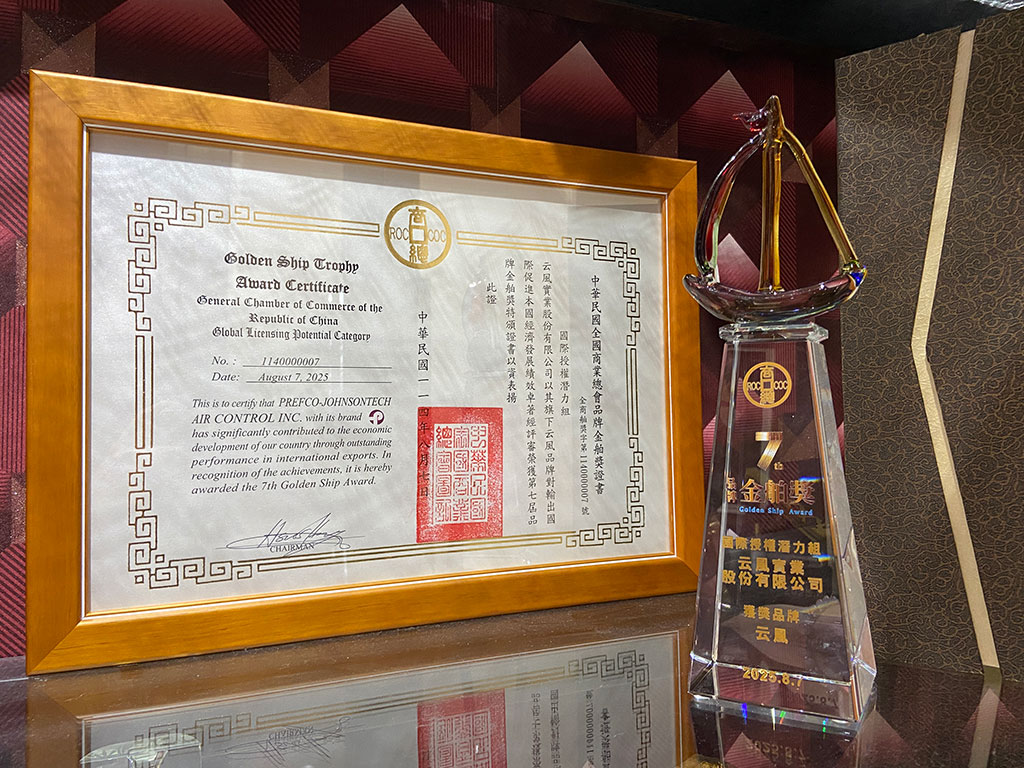 商
ROC
COC
總
Golden Ship Trophy
Award Certificate
General Chamber of Commerce of the
Republic of China
Global Licensing Potential Category
No. : 1140000007
Date: August 7, 2025
This is to certify that PREFCO-JOHNSONTECH
AIR CONTROL INC. with its brand
has significantly contributed to the economic
development of our country through outstanding
performance in international exports. In
recognition of the achievements, it is hereby
awarded the 7th Golden Ship Award.
CHAIRMAN
中華民國全國商業總會品牌金舶獎證書
全商舶獎字第1140000007號
國際授權潛力組
云風實業股份有限公司以其旗下云風品牌對輸出國
際促進本國經濟發展績效卓著經評審榮獲第七屆品
牌金舶獎特頒證書以資表揚
此證
中華民國一一四年八月七日
商
ROC
COC
總
7th
品牌金舶獎
Golden Ship Award
國際授權潛力組
云風實業
股份有限公司
獲獎品牌
云風
2025.8.7